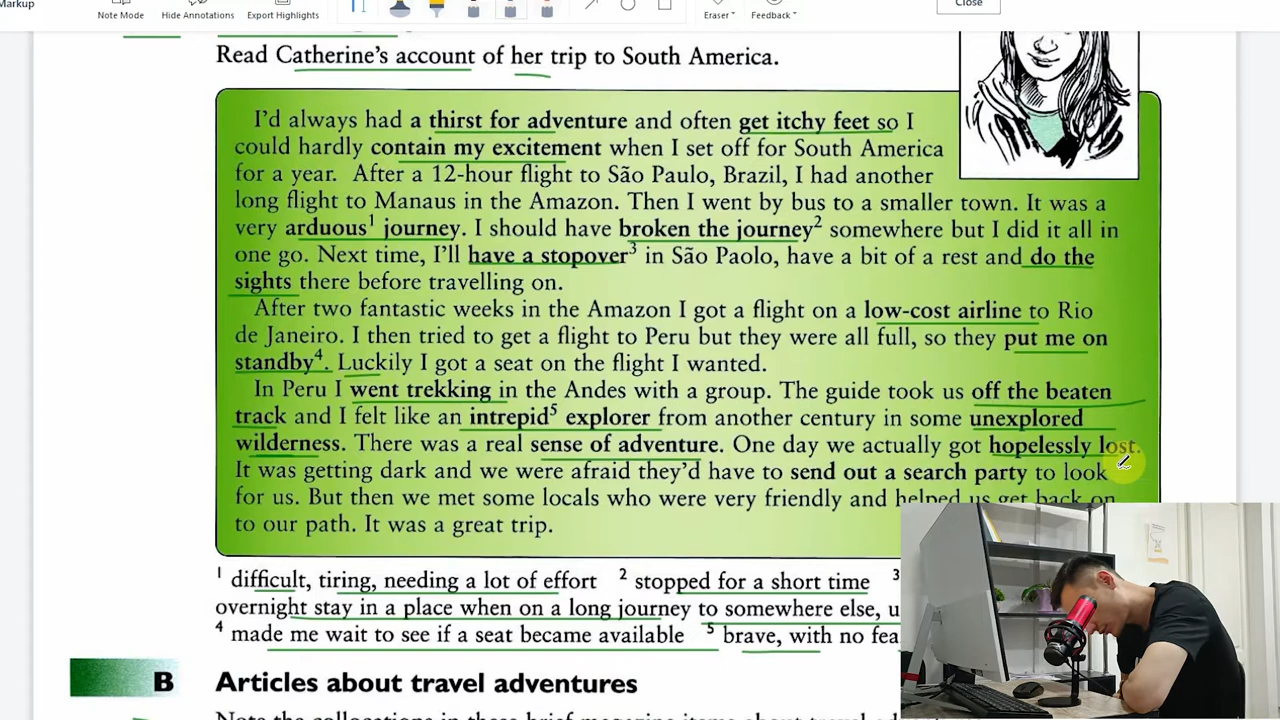 Markup
Note Mode Hide Annotations Export Highlights Eraser Feedback Close
Read Catherine's account of her trip to South America.
I'd always had a thirst for adventure and often get itchy feet so I
could hardly contain my excitement when I set off for South America
for a year. After a 12-hour flight to São Paulo, Brazil, I had another
long flight to Manaus in the Amazon. Then I went by bus to a smaller town. It was a
very arduous¹ journey. I should have broken the journey² somewhere but I did it all in
one go. Next time, I'll have a stopover³ in São Paolo, have a bit of a rest and do the
sights there before travelling on.
After two fantastic weeks in the Amazon I got a flight on a low-cost airline to Rio
de Janeiro. I then tried to get a flight to Peru but they were all full, so they put me on
standby⁴. Luckily I got a seat on the flight I wanted.
In Peru I went trekking in the Andes with a group. The guide took us off the beaten
track and I felt like an intrepid⁵ explorer from another century in some unexplored
wilderness. There was a real sense of adventure. One day we actually got hopelessly lost.
It was getting dark and we were afraid they'd have to send out a search party to look
for us. But then we met some locals who were very friendly and helped us get back on
to our path. It was a great trip.
¹ difficult, tiring, needing a lot of effort ² stopped for a short time ³
overnight stay in a place when on a long journey to somewhere else, u
⁴ made me wait to see if a seat became available ⁵ brave, with no fea
B Articles about travel adventures
Note the collocations in these brief magazine items about travel